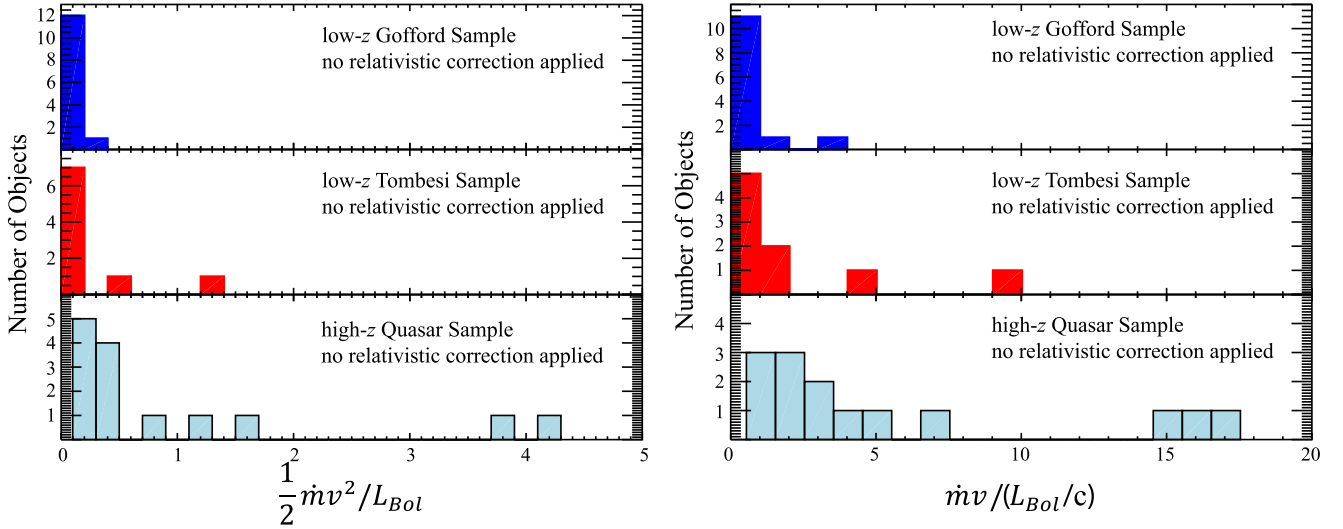 12
10
8
6
4
2
low-z Gofford Sample
no relativistic correction applied
6
4
2
low-z Tombesi Sample
no relativistic correction applied
5
4
3
2
1
high-z Quasar Sample
no relativistic correction applied
Number of Objects
0 1 2 3 4 5
1/2 ṁv²/L_Bol
10
8
6
4
2
low-z Gofford Sample
no relativistic correction applied
4
3
2
1
low-z Tombesi Sample
no relativistic correction applied
4
3
2
1
high-z Quasar Sample
no relativistic correction applied
Number of Objects
0 5 10 15 20
ṁv/(L_Bol/c)